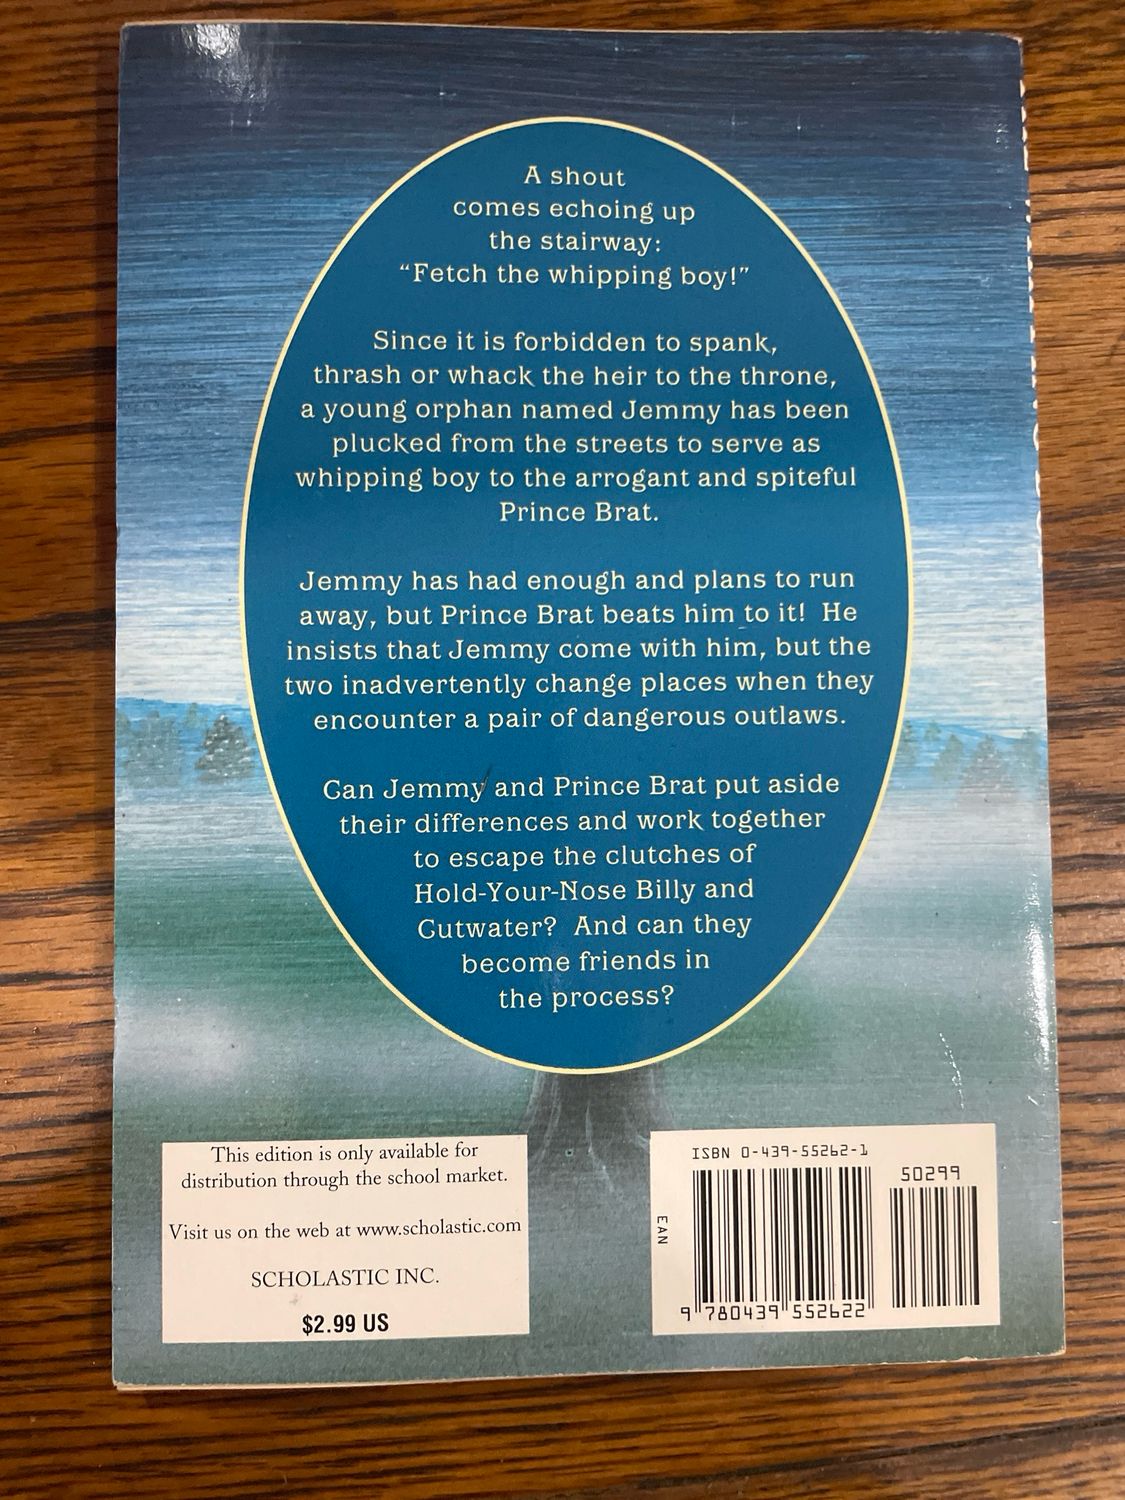 A shout
comes echoing up
the stairway:
“Fetch the whipping boy!”
Since it is forbidden to spank,
thrash or whack the heir to the throne,
a young orphan named Jemmy has been
plucked from the streets to serve as
whipping boy to the arrogant and spiteful
Prince Brat.
Jemmy has had enough and plans to run
away, but Prince Brat beats him to it! He
insists that Jemmy come with him, but the
two inadvertently change places when they
encounter a pair of dangerous outlaws.
Can Jemmy and Prince Brat put aside
their differences and work together
to escape the clutches of
Hold-Your-Nose Billy and
Cutwater? And can they
become friends in
the process?
This edition is only available for
distribution through the school market.
Visit us on the web at www.scholastic.com
SCHOLASTIC INC.
$2.99 US
ISBN 0-439-55262-1
50299
EAN
9 780439 552622